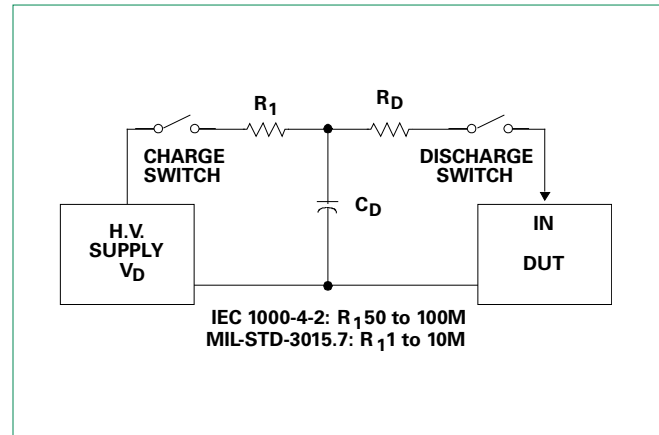 R1
RD
CHARGE
SWITCH
DISCHARGE
SWITCH
CD
H.V.
SUPPLY
VD
IN
DUT
IEC 1000-4-2: R1 50 to 100M
MIL-STD-3015.7: R1 1 to 10M